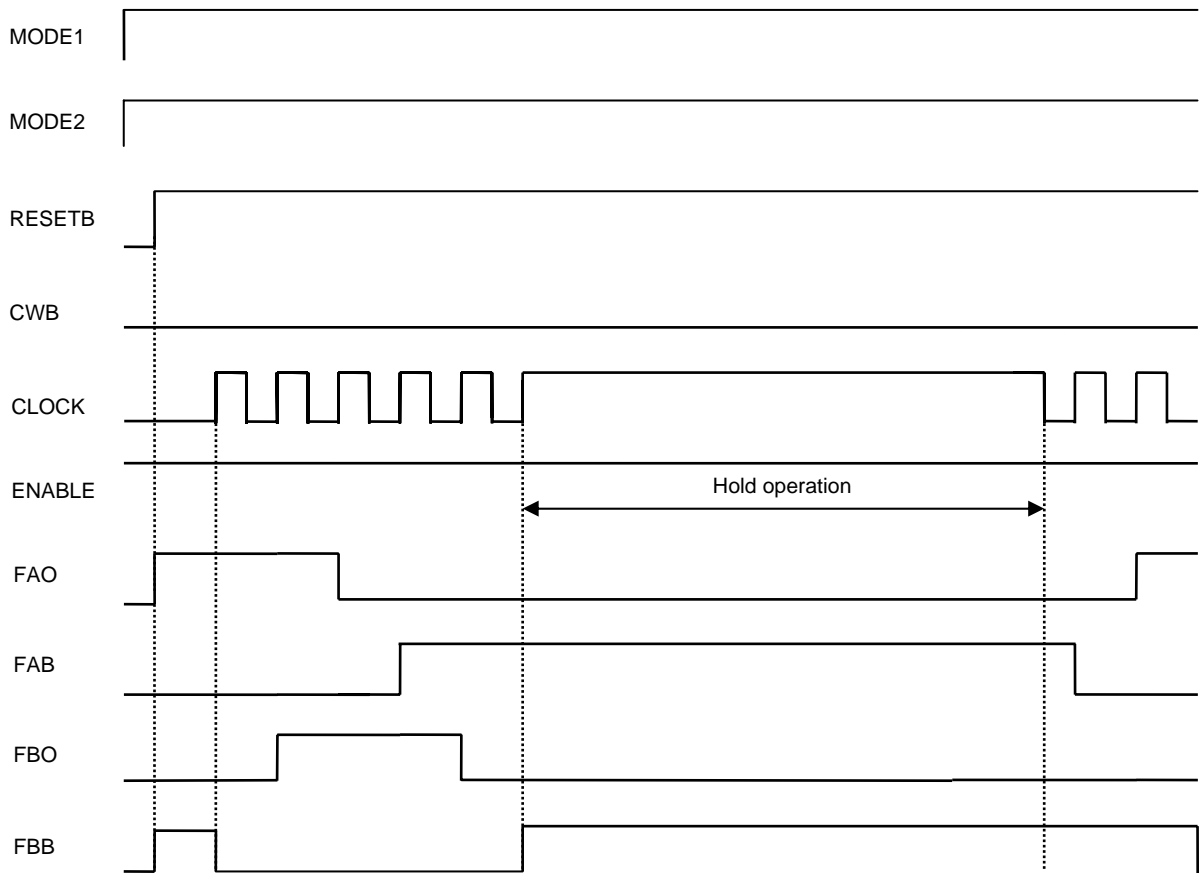 MODE1
MODE2
RESETB
CWB
CLOCK
ENABLE
Hold operation
FAO
FAB
FBO
FBB